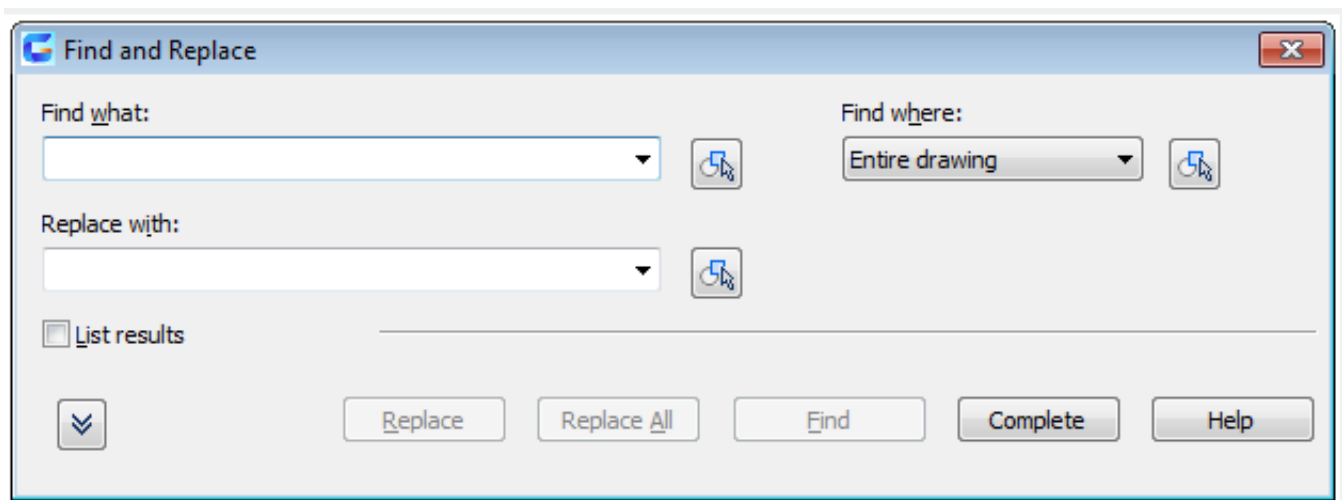 Find and Replace
Find what:
Find where:
Entire drawing
Replace with:
List results
Replace
Replace All
Find
Complete
Help